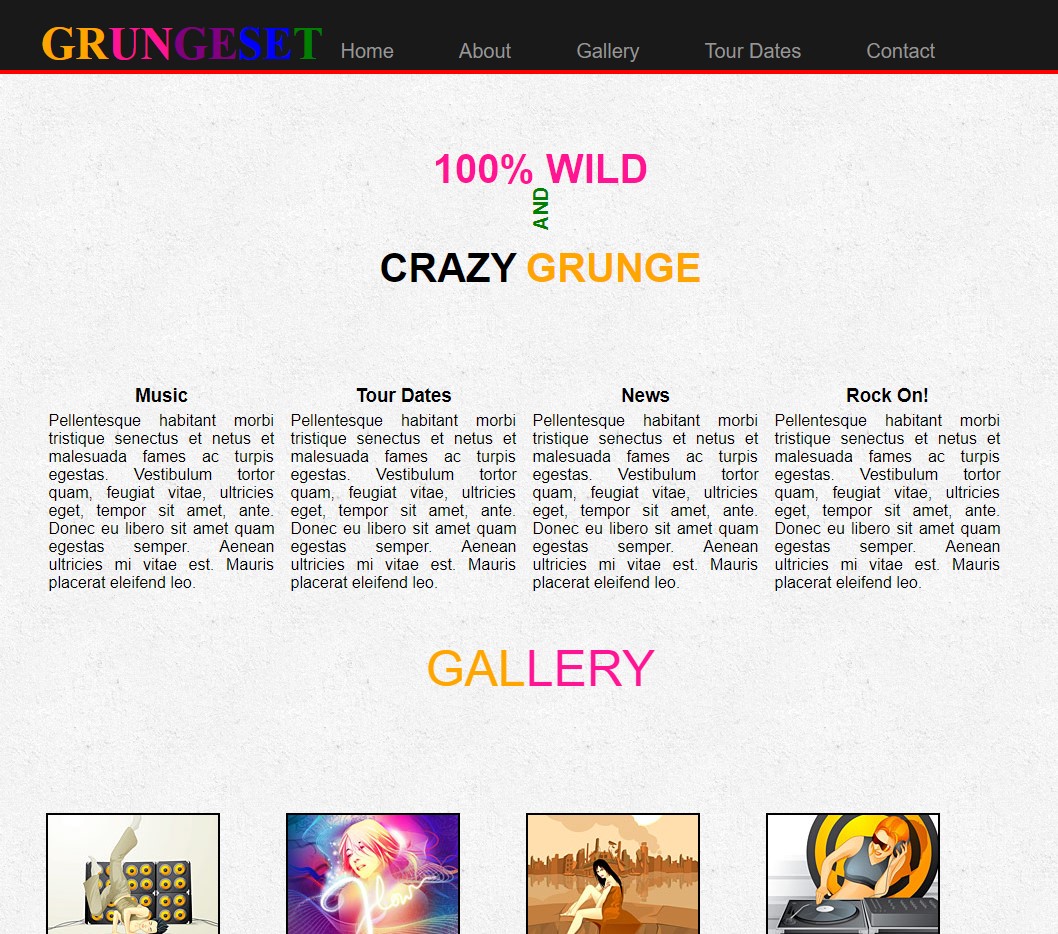 GRUNGESET Home About Gallery Tour Dates Contact
100% WILD
AND
CRAZY GRUNGE
Music
Pellentesque habitant morbi
tristique senectus et netus et
malesuada fames ac turpis
egestas. Vestibulum tortor
quam, feugiat vitae, ultricies
eget, tempor sit amet, ante.
Donec eu libero sit amet quam
egestas semper. Aenean
ultricies mi vitae est. Mauris
placerat eleifend leo.
Tour Dates
Pellentesque habitant morbi
tristique senectus et netus et
malesuada fames ac turpis
egestas. Vestibulum tortor
quam, feugiat vitae, ultricies
eget, tempor sit amet, ante.
Donec eu libero sit amet quam
egestas semper. Aenean
ultricies mi vitae est. Mauris
placerat eleifend leo.
News
Pellentesque habitant morbi
tristique senectus et netus et
malesuada fames ac turpis
egestas. Vestibulum tortor
quam, feugiat vitae, ultricies
eget, tempor sit amet, ante.
Donec eu libero sit amet quam
egestas semper. Aenean
ultricies mi vitae est. Mauris
placerat eleifend leo.
Rock On!
Pellentesque habitant morbi
tristique senectus et netus et
malesuada fames ac turpis
egestas. Vestibulum tortor
quam, feugiat vitae, ultricies
eget, tempor sit amet, ante.
Donec eu libero sit amet quam
egestas semper. Aenean
ultricies mi vitae est. Mauris
placerat eleifend leo.
GALLERY